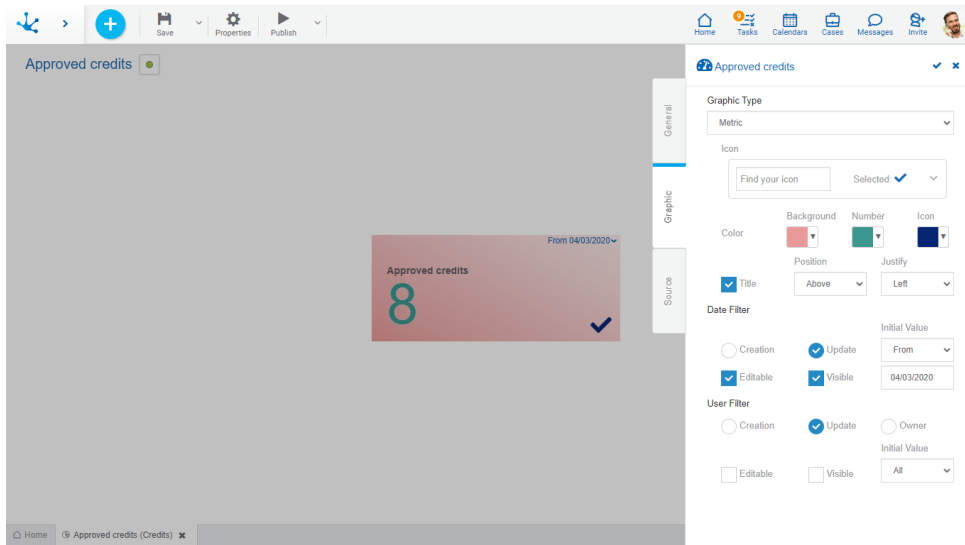 Save
Properties
Publish
Home
9
Tasks
Calendars
Cases
Messages
Invite
Approved credits
Approved credits
General
Graphic
Source
From 04/03/2020
Approved credits
8
Graphic Type
Metric
Icon
Find your icon
Selected:
Background Number Icon
Color
Position Justify
Title Above Left
Date Filter
Initial Value
Creation Update From
Editable Visible 04/03/2020
User Filter
Creation Update Owner
Initial Value
Editable Visible All
Home Approved credits (Credits)